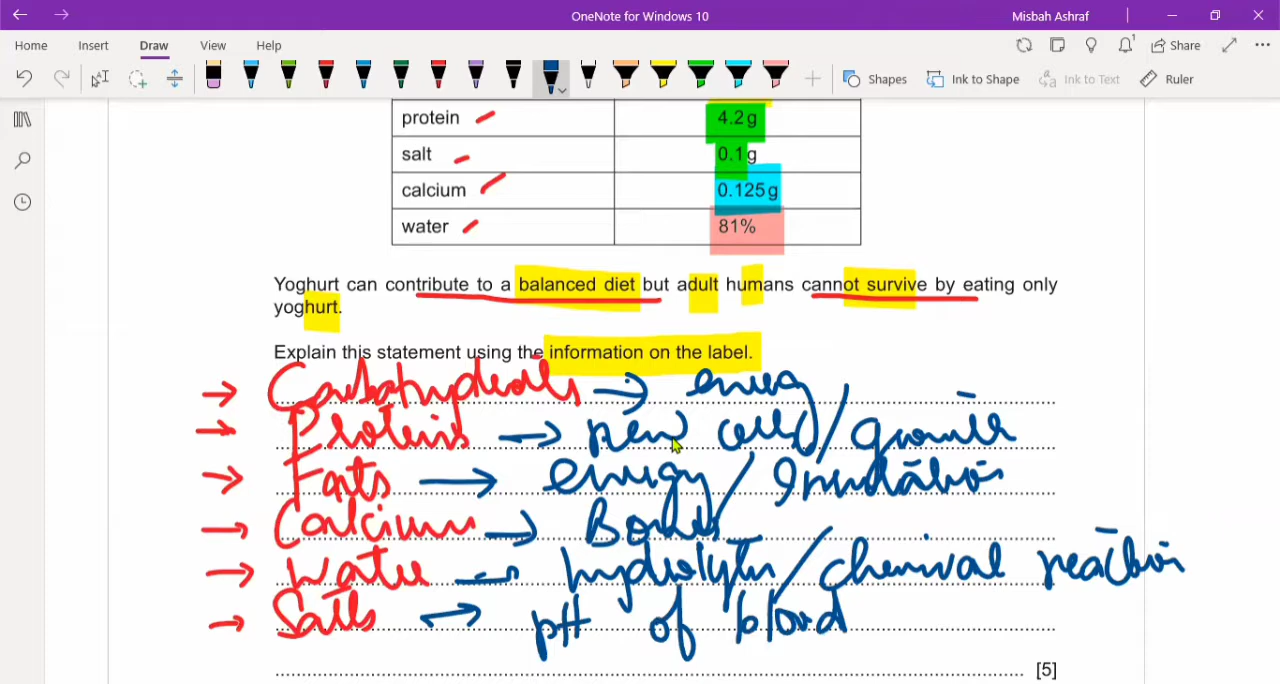 OneNote for Windows 10
Misbah Ashraf
Home Insert Draw View Help
Share
Shapes Ink to Shape Ink to Text Ruler
protein 4.2 g
salt 0.1g
calcium 0.125g
water 81%
Yoghurt can contribute to a balanced diet but adult humans cannot survive by eating only
yoghurt.
Explain this statement using the information on the label.
→ Carbohydrates → energy
→ Proteins → new cells / growth
→ Fats → energy / Insulation
→ Calcium → Bones
→ Water → hydrolytic / chemical reaction
→ Salts → pH of blood
[5]